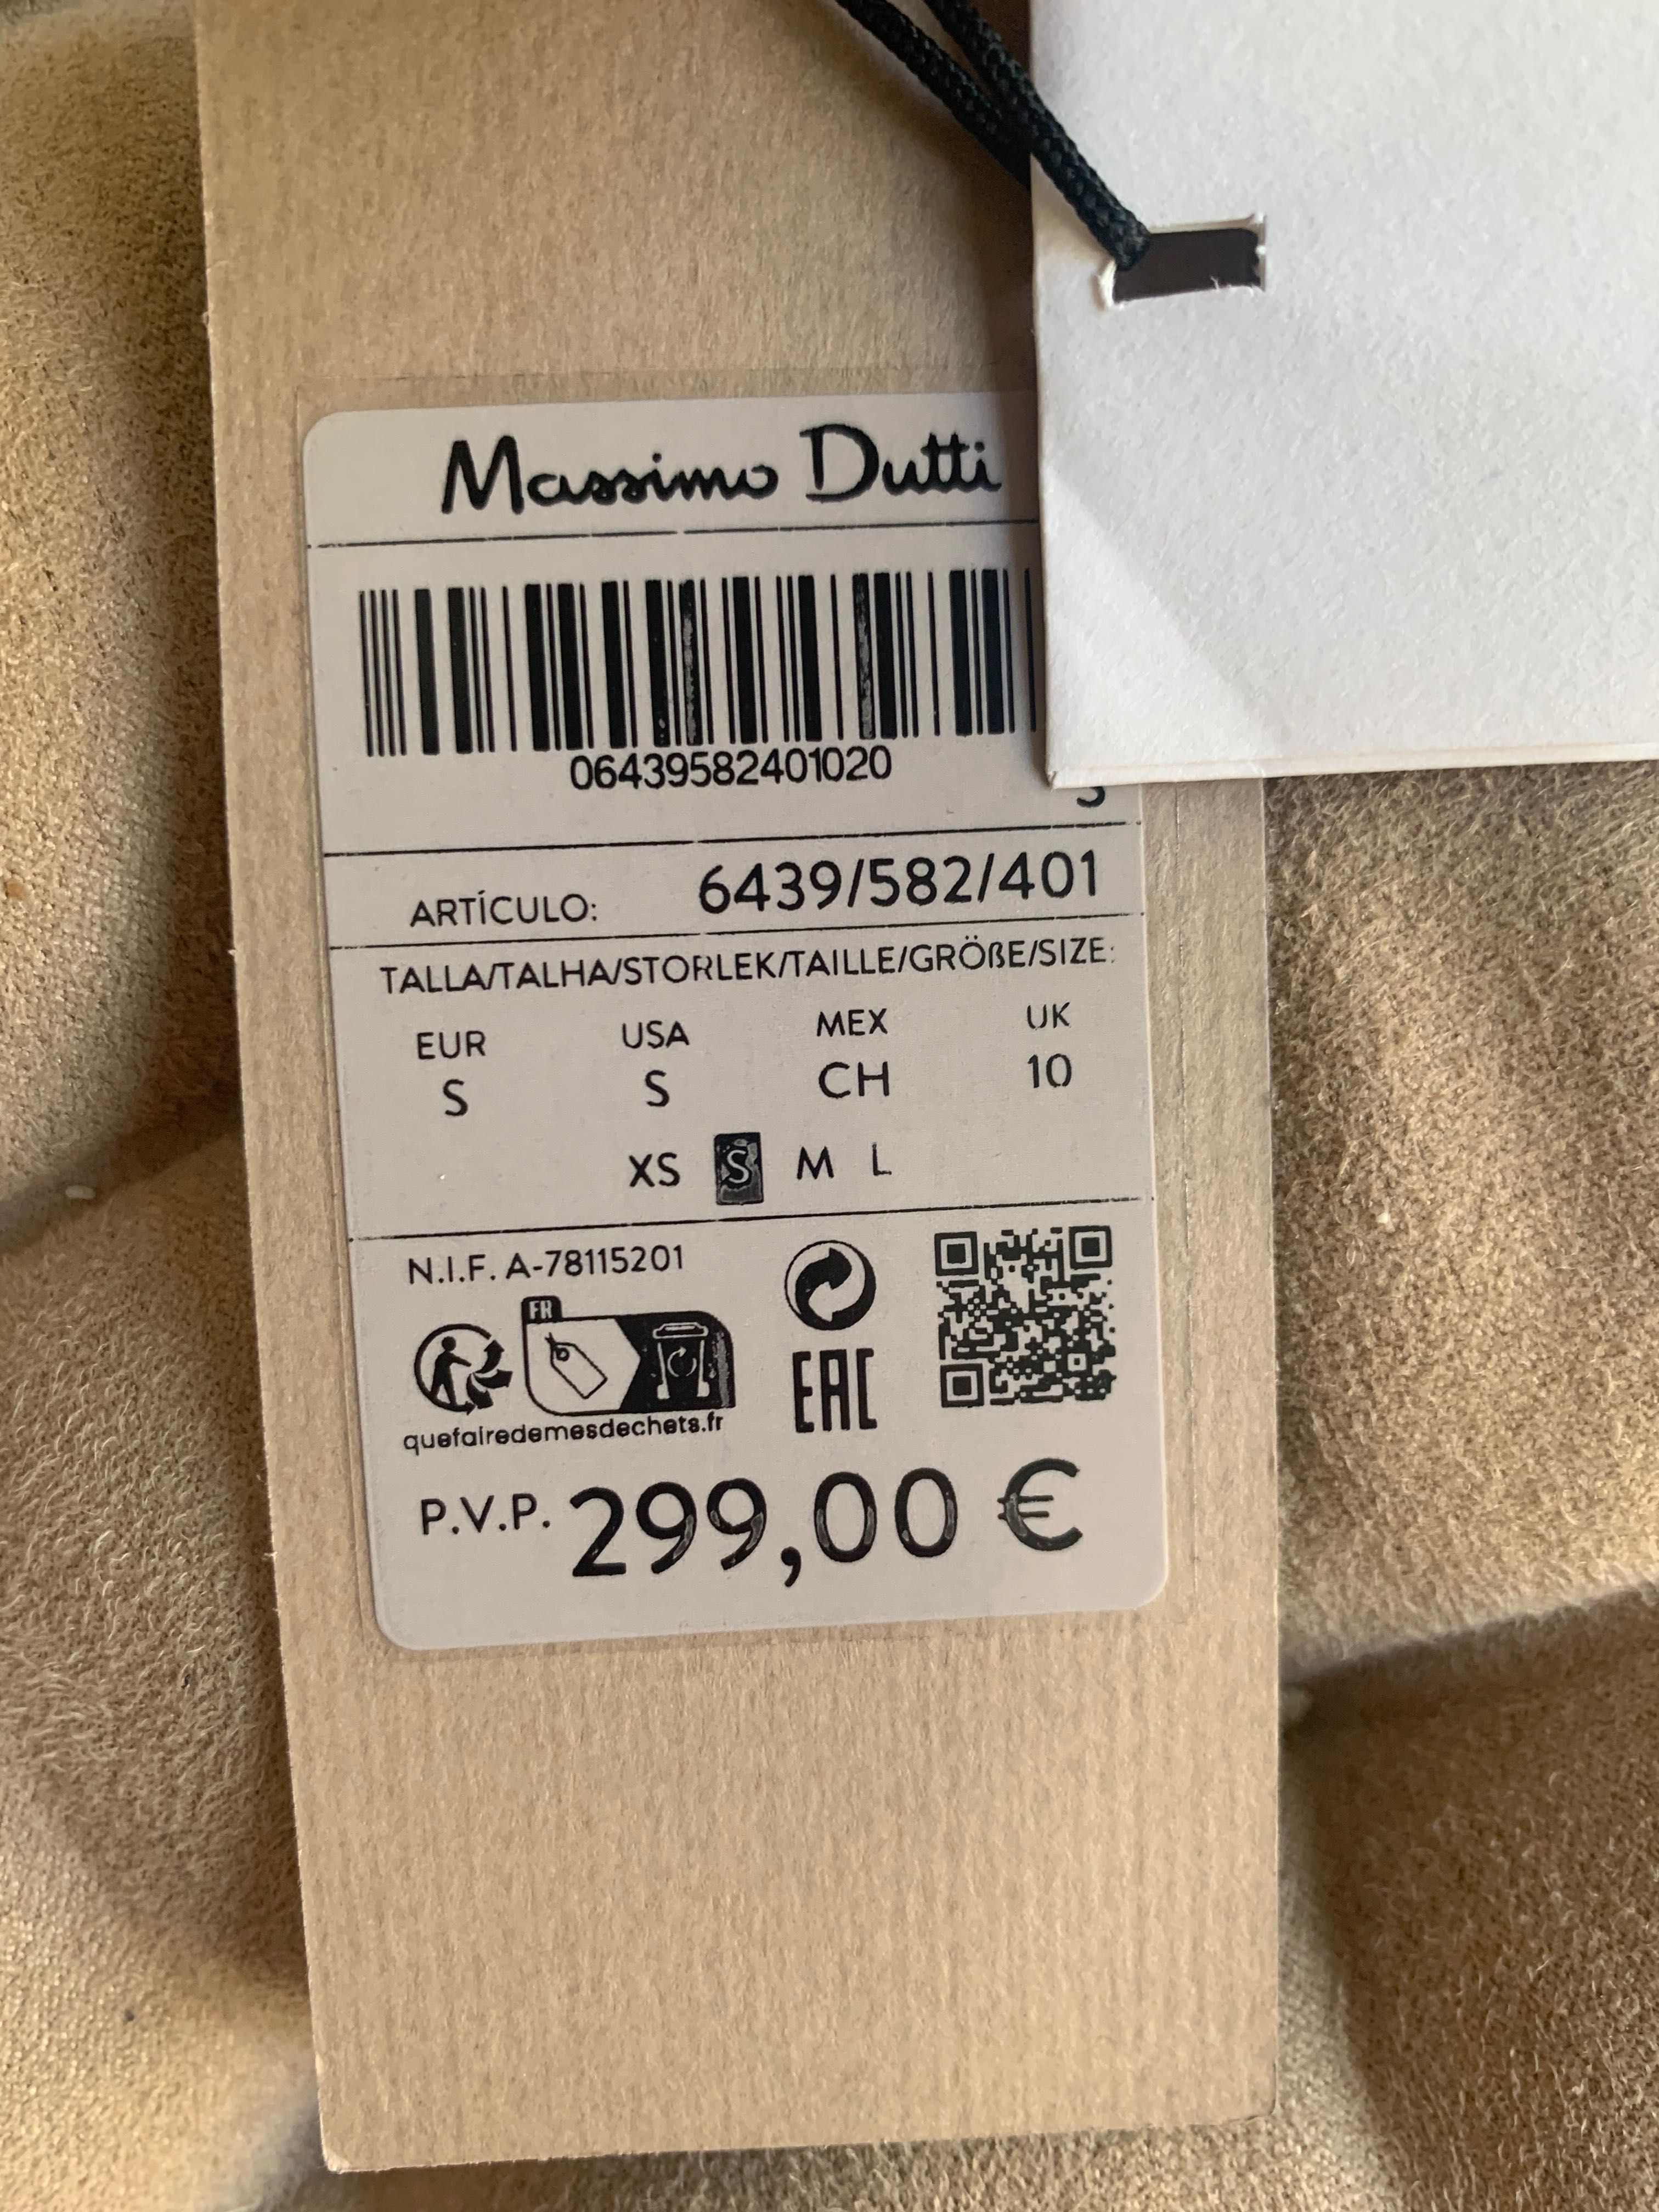 Massimo Dutti
06439582401020
S
ARTÍCULO: 6439/582/401
TALLA/TALHA/STORLEK/TAILLE/GRÖßE/SIZE:
EUR USA MEX UK
S S CH 10
XS S M L
N.I.F. A-78115201
FR
EAC
quefairedemesdechets.fr
P.V.P. 299,00 €